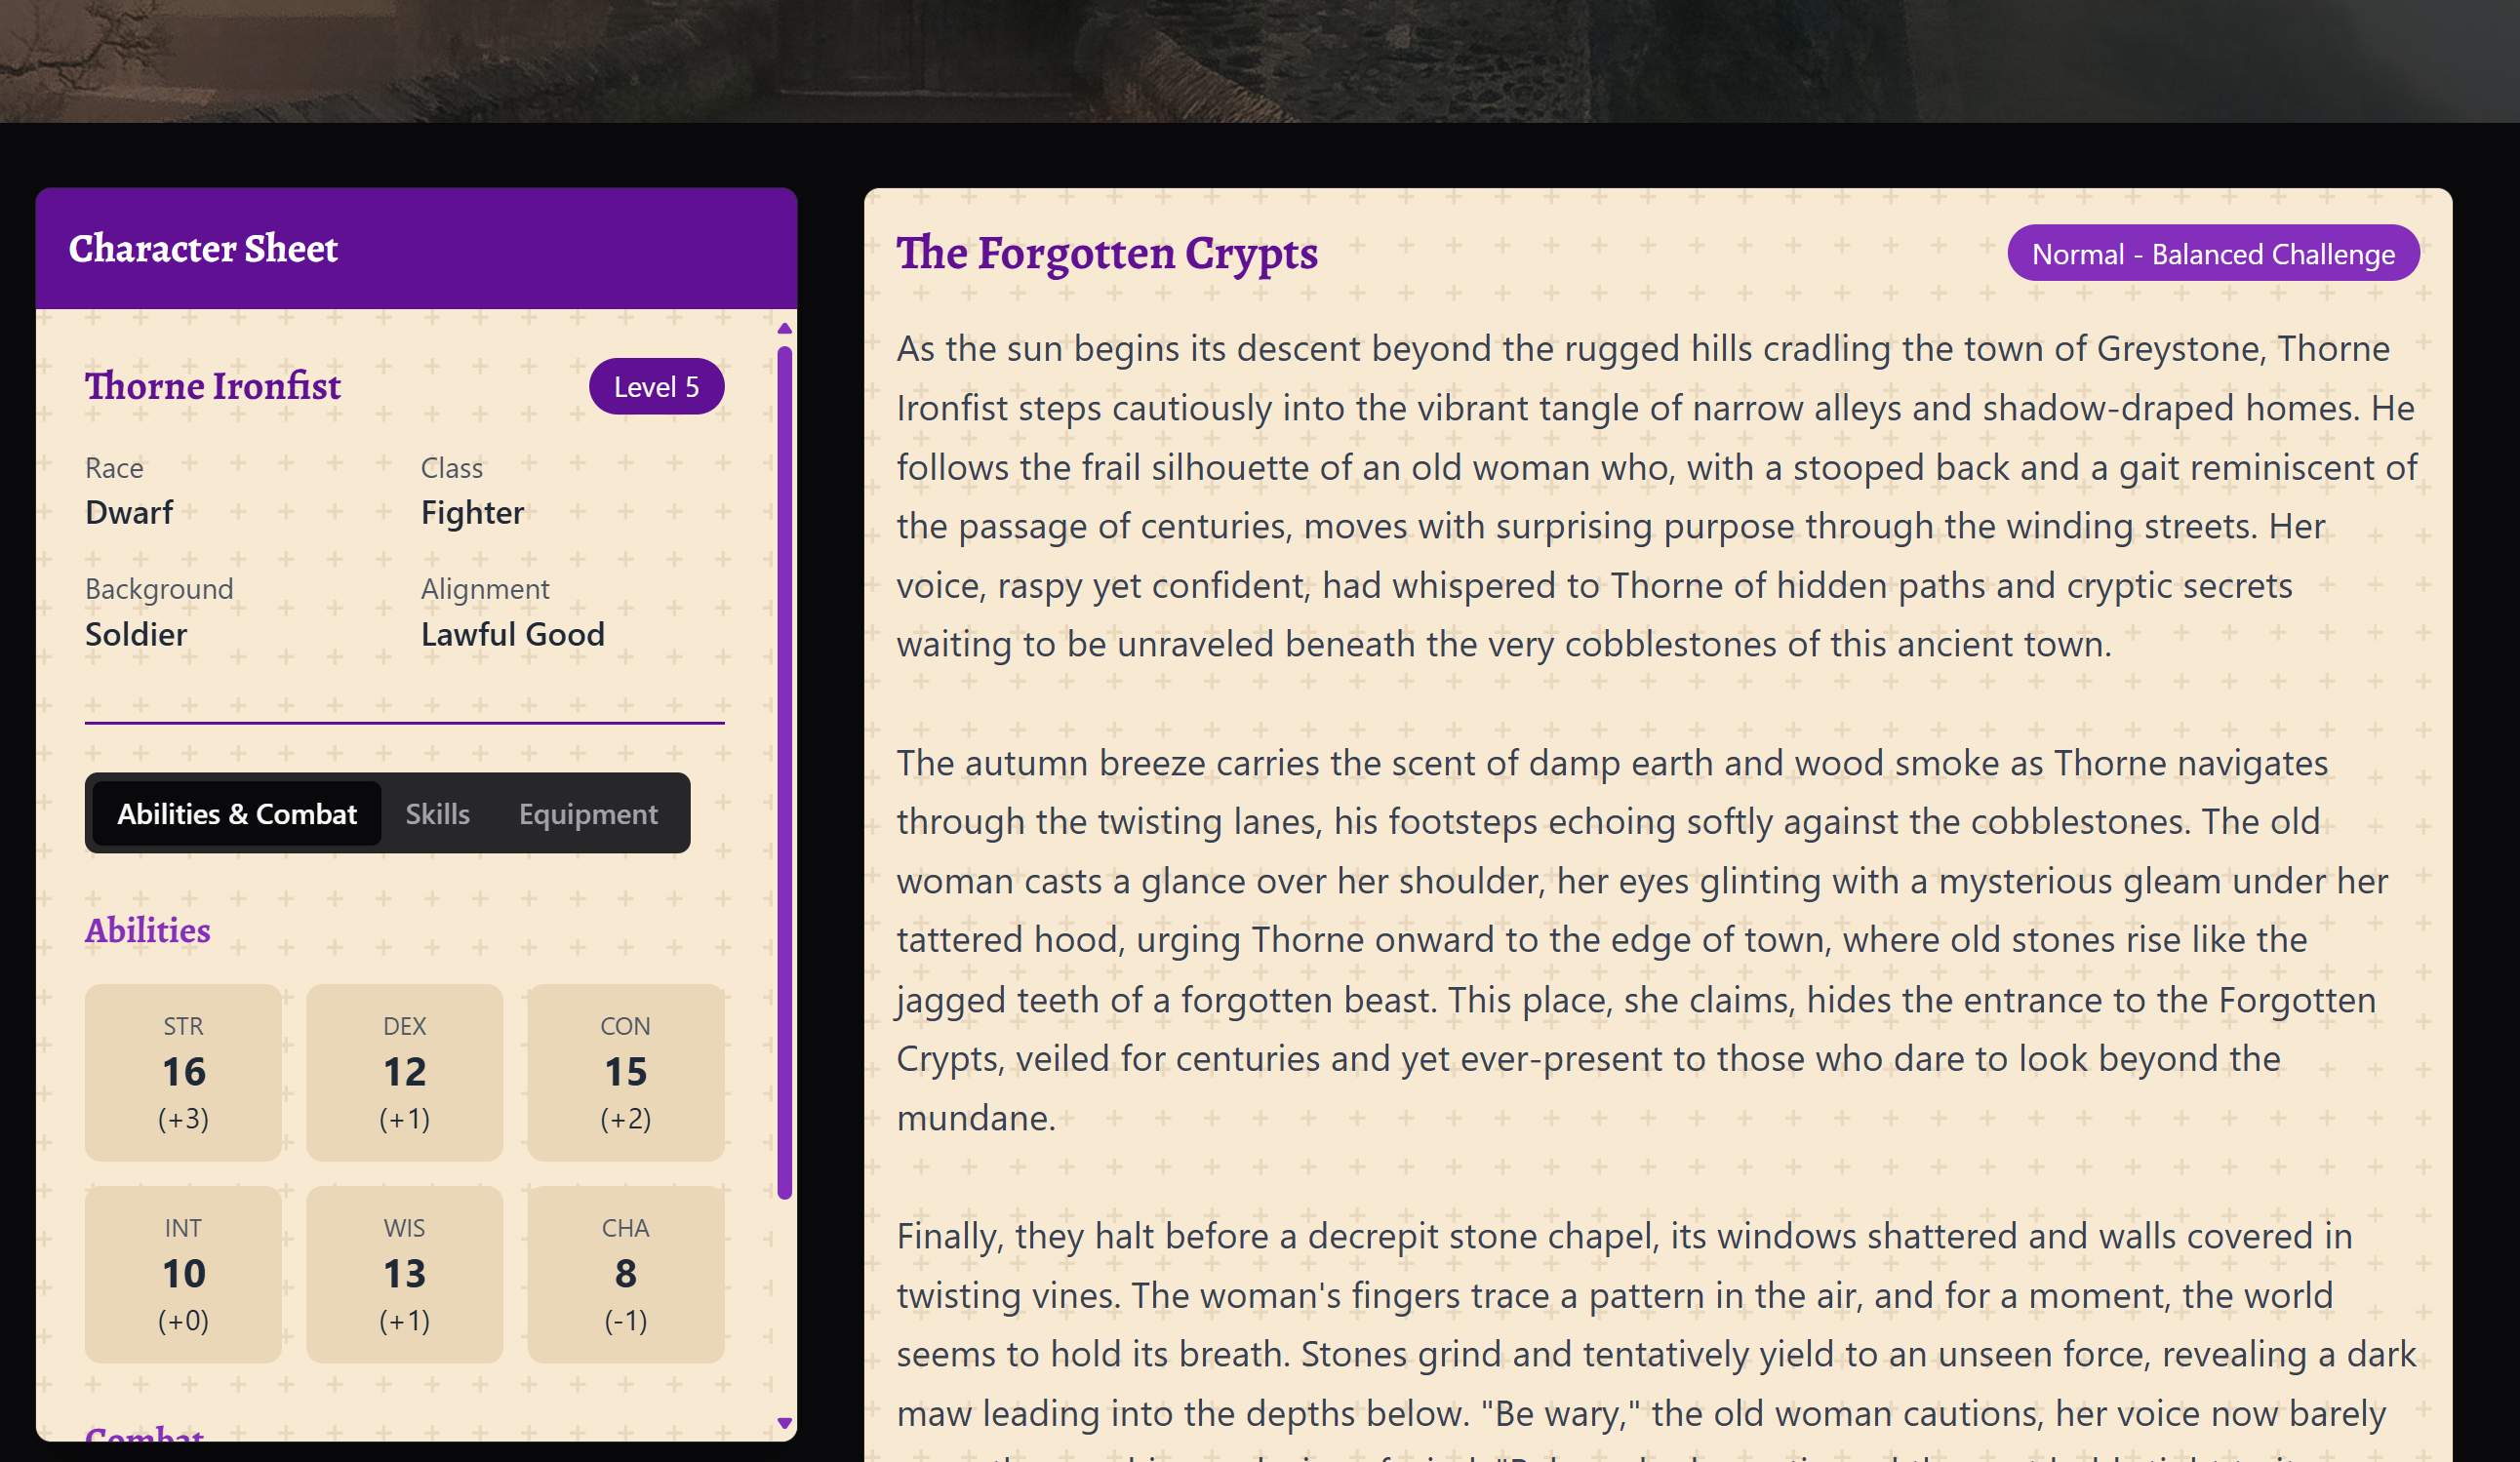 Character Sheet
Thorne Ironfist
Level 5
Race
Dwarf
Class
Fighter
Background
Soldier
Alignment
Lawful Good
Abilities & Combat
Skills
Equipment
Abilities
STR
16
(+3)
DEX
12
(+1)
CON
15
(+2)
INT
10
(+0)
WIS
13
(+1)
CHA
8
(-1)
Combat
The Forgotten Crypts
Normal - Balanced Challenge
As the sun begins its descent beyond the rugged hills cradling the town of Greystone, Thorne
Ironfist steps cautiously into the vibrant tangle of narrow alleys and shadow-draped homes. He
follows the frail silhouette of an old woman who, with a stooped back and a gait reminiscent of
the passage of centuries, moves with surprising purpose through the winding streets. Her
voice, raspy yet confident, had whispered to Thorne of hidden paths and cryptic secrets
waiting to be unraveled beneath the very cobblestones of this ancient town.
The autumn breeze carries the scent of damp earth and wood smoke as Thorne navigates
through the twisting lanes, his footsteps echoing softly against the cobblestones. The old
woman casts a glance over her shoulder, her eyes glinting with a mysterious gleam under her
tattered hood, urging Thorne onward to the edge of town, where old stones rise like the
jagged teeth of a forgotten beast. This place, she claims, hides the entrance to the Forgotten
Crypts, veiled for centuries and yet ever-present to those who dare to look beyond the
mundane.
Finally, they halt before a decrepit stone chapel, its windows shattered and walls covered in
twisting vines. The woman's fingers trace a pattern in the air, and for a moment, the world
seems to hold its breath. Stones grind and tentatively yield to an unseen force, revealing a dark
maw leading into the depths below. "Be wary," the old woman cautions, her voice now barely